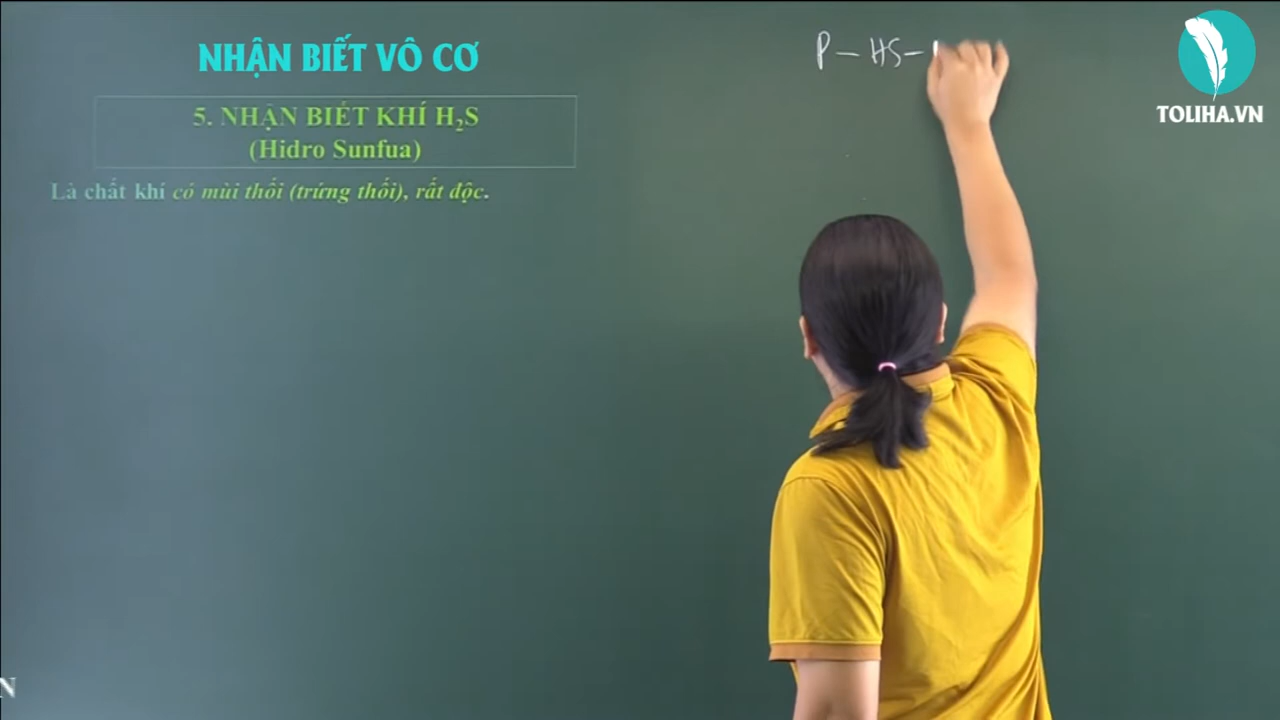 NHẬN BIẾT VÔ CƠ
5. NHẬN BIẾT KHÍ H₂S
(Hidro Sunfua)
Là chất khí có mùi thối (trứng thối), rất độc.
P – HS –
TOLIHA.VN
N